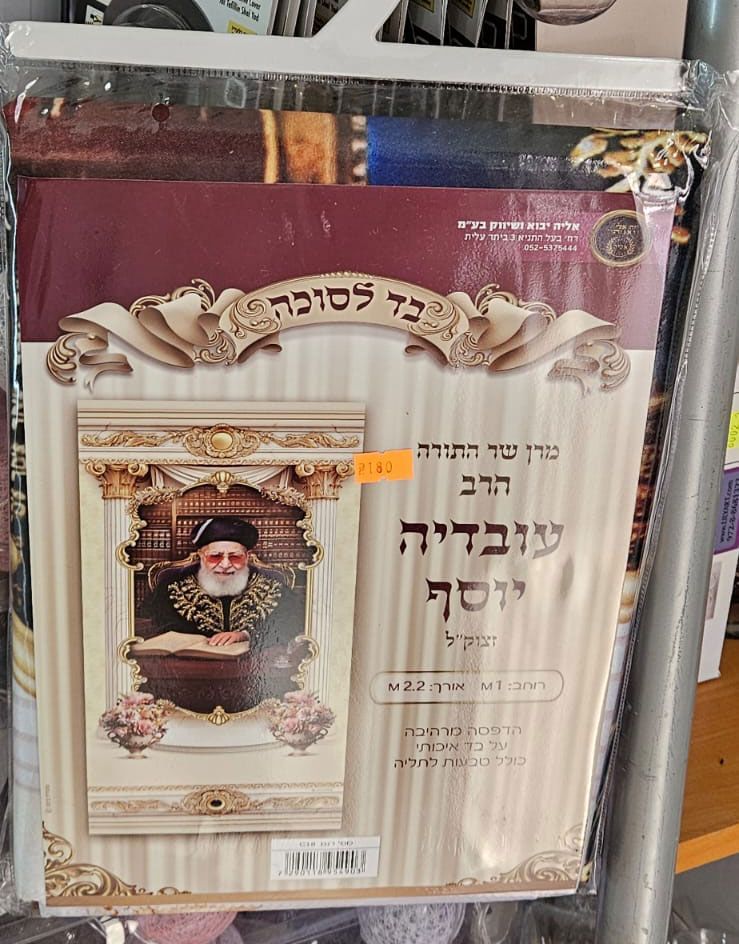 אליה יבוא ושיווק בע"מ
רח' בעל התניא 3 ביתר עלית
052-5375444
בד לסוכה
מרן שר התורה
הרב
עובדיה
יוסף
זצוק"ל
רוחב: 1 M אורך: 2.2 M
הדפסה מרהיבה
על בד איכותי
כולל טבעות לתליה
180